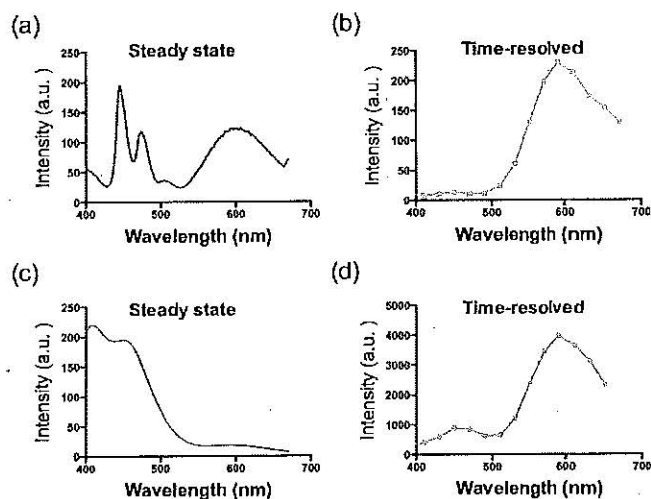 (a)
Steady state
Intensity (a.u.)
250
200
150
100
50
0
400 500 600 700
Wavelength (nm)
(b)
Time-resolved
Intensity (a.u.)
250
200
150
100
50
0
400 500 600 700
Wavelength (nm)
(c)
Steady state
Intensity (a.u.)
250
200
150
100
50
0
400 500 600 700
Wavelength (nm)
(d)
Time-resolved
Intensity (a.u.)
5000
4000
3000
2000
1000
0
400 500 600 700
Wavelength (nm)